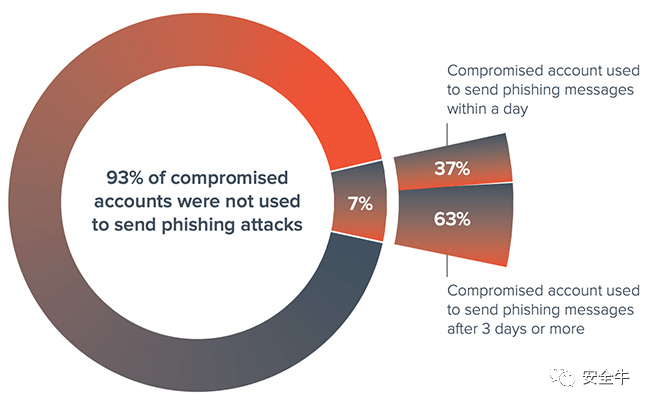 Compromised account used
to send phishing messages
within a day
93% of compromised
accounts were not used
to send phishing attacks
7%
37%
63%
Compromised account used
to send phishing messages
after 3 days or more
安全牛